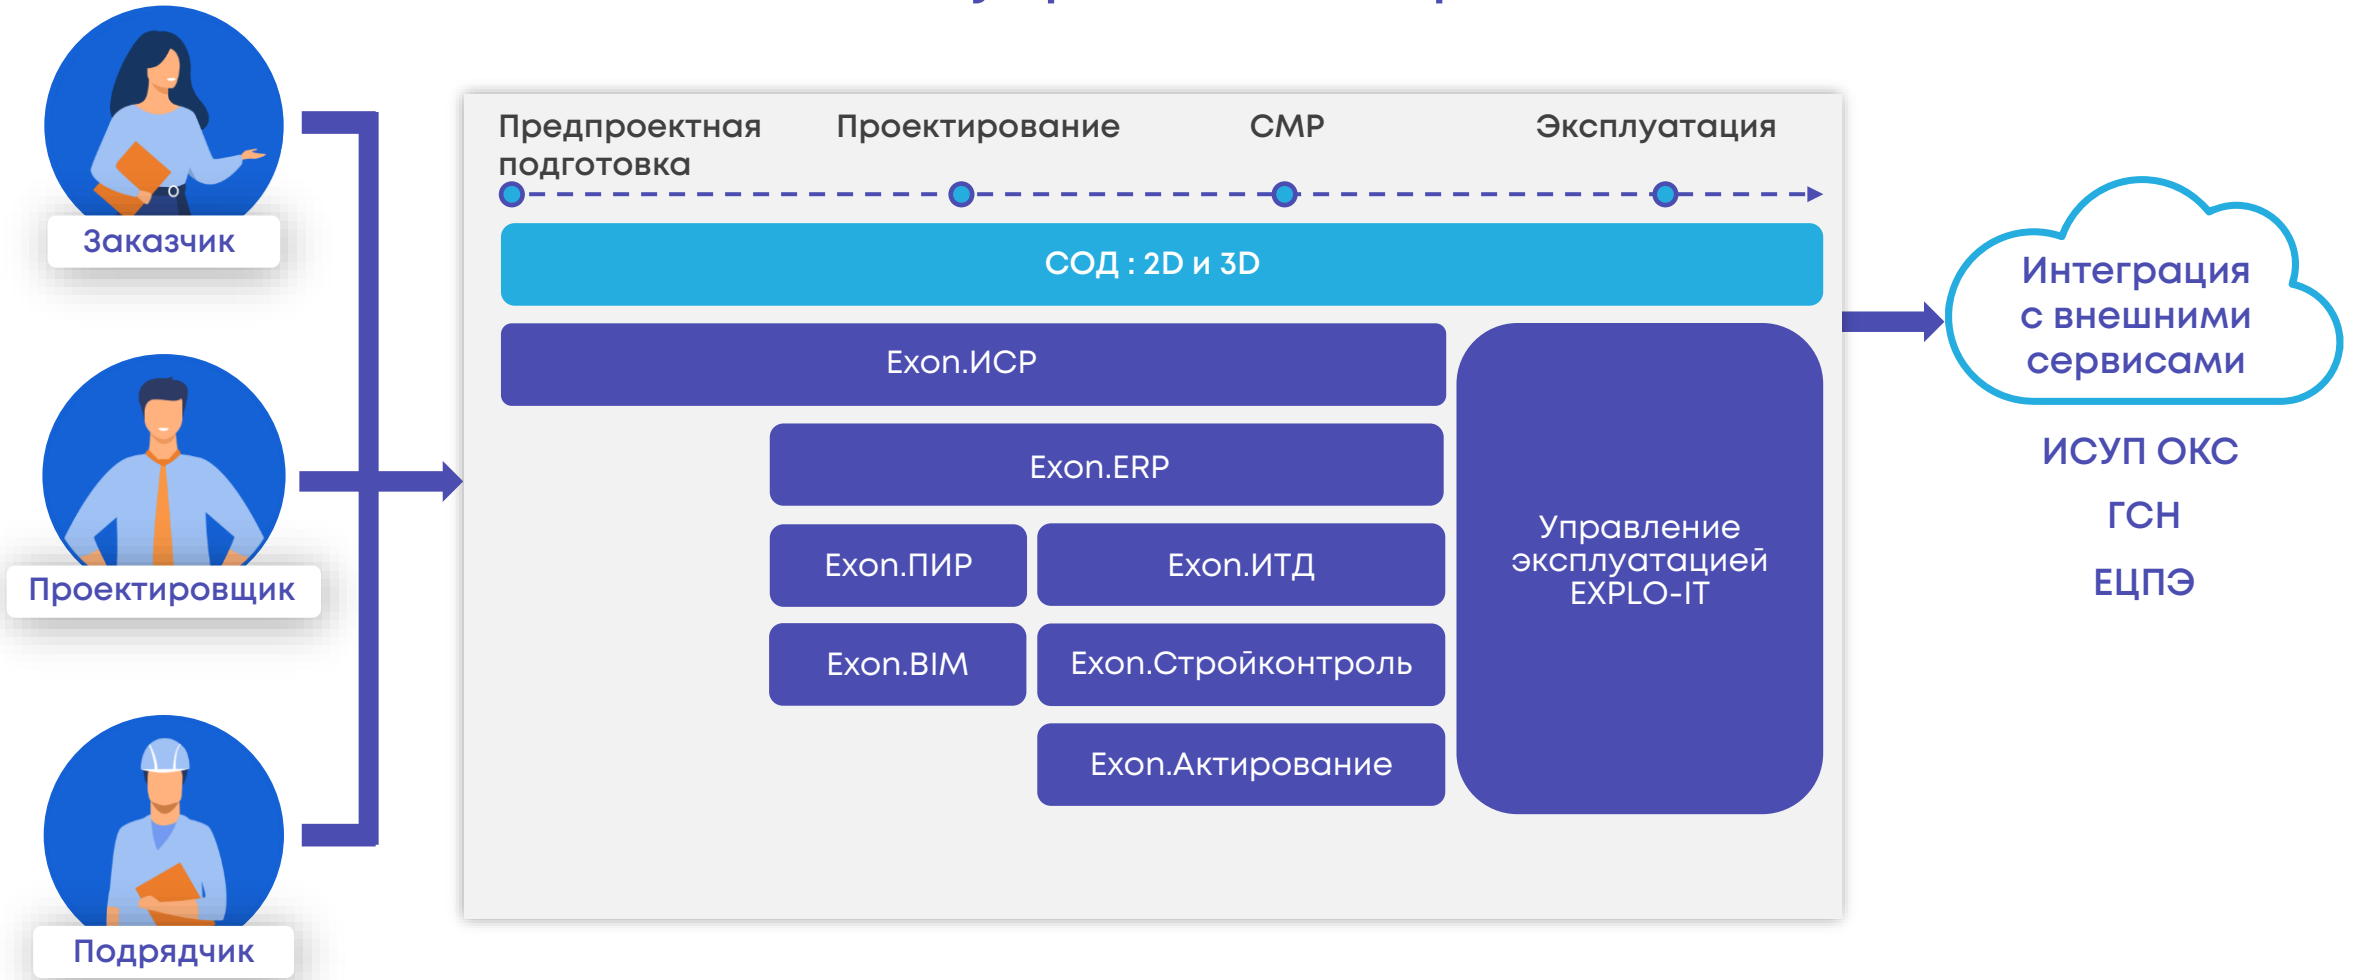 Заказчик
Проектировщик
Подрядчик
Предпроектная
подготовка
Проектирование
СМР
Эксплуатация
СОД : 2D и 3D
Exon.ИСР
Exon.ERP
Exon.ПИР
Exon.ИТД
Exon.BIM
Exon.Стройконтроль
Exon.Актирование
Управление
эксплуатацией
EXPLO-IT
Интеграция
с внешними
сервисами
ИСУП ОКС
ГСН
ЕЦПЭ